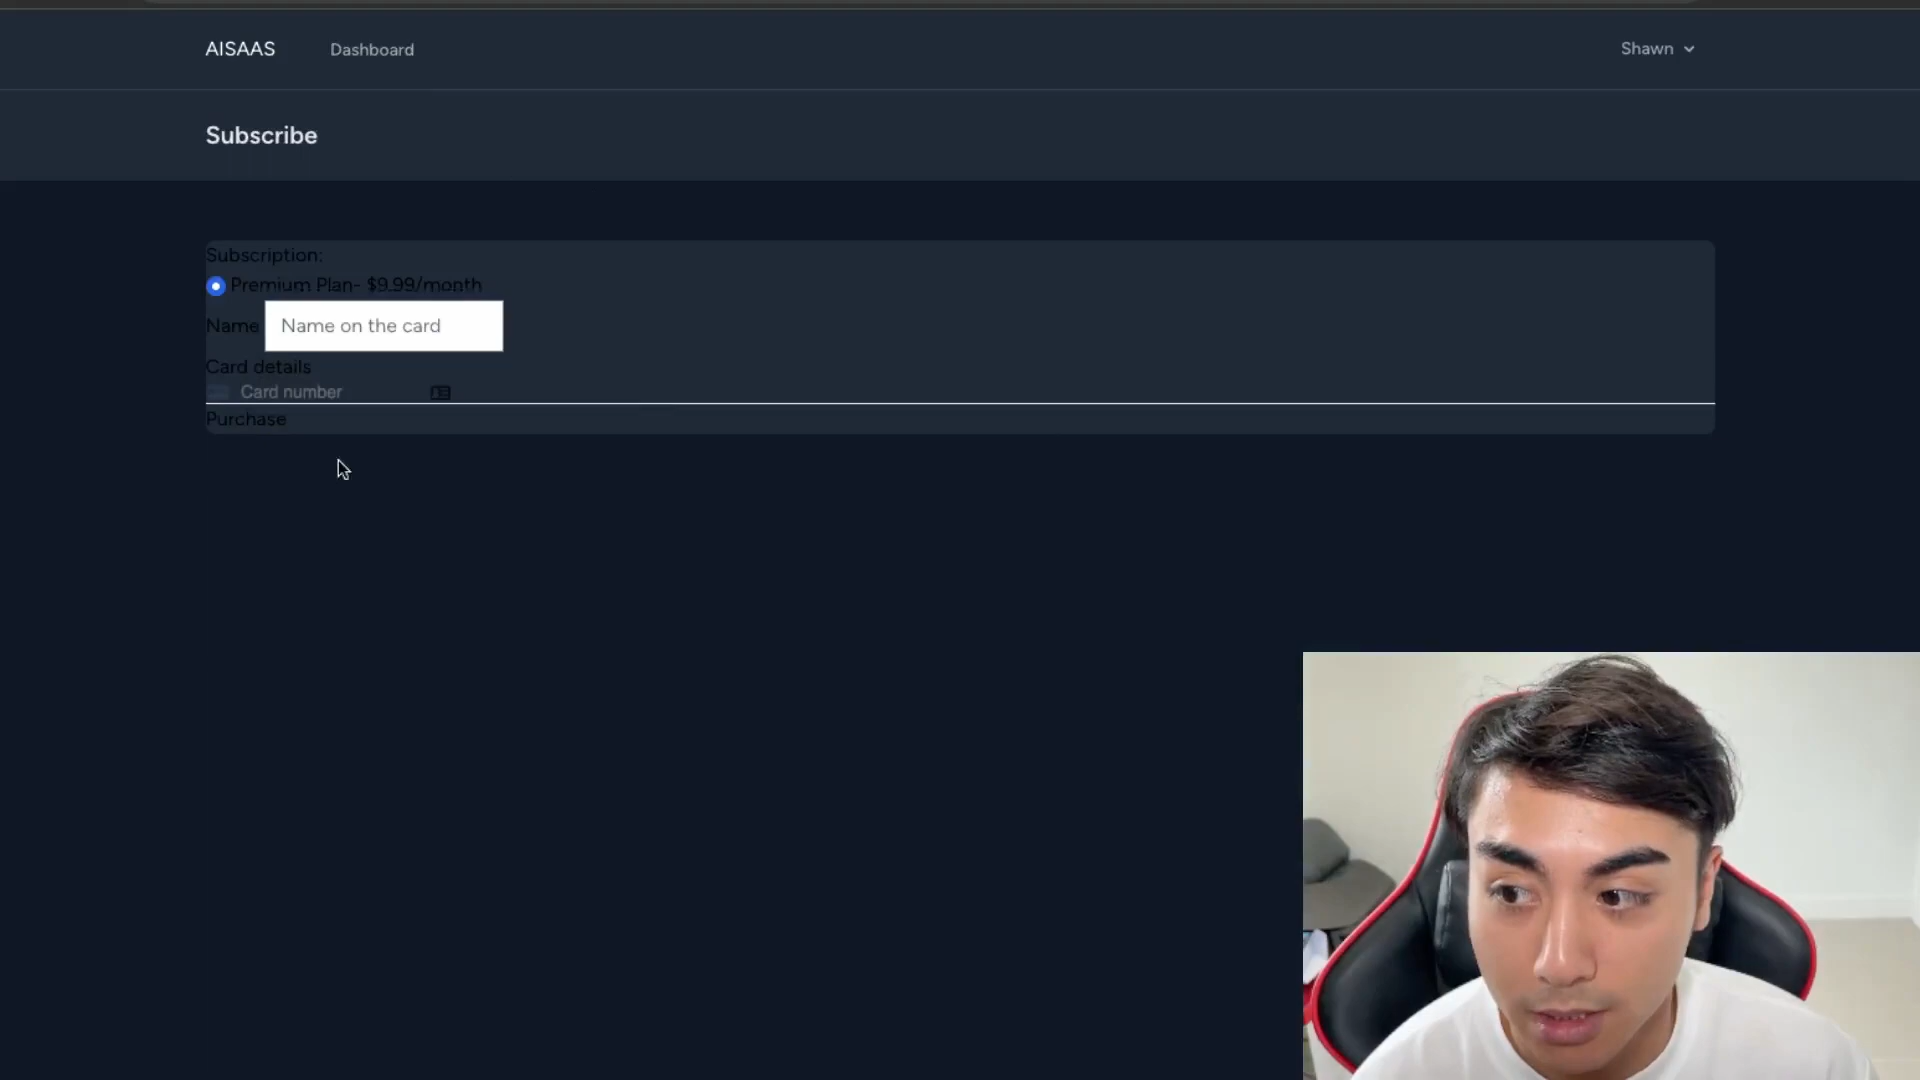 AISAAS Dashboard Shawn
Subscribe
Subscription:
Premium Plan- $9.99/month
Name Name on the card
Card details
Card number
Purchase